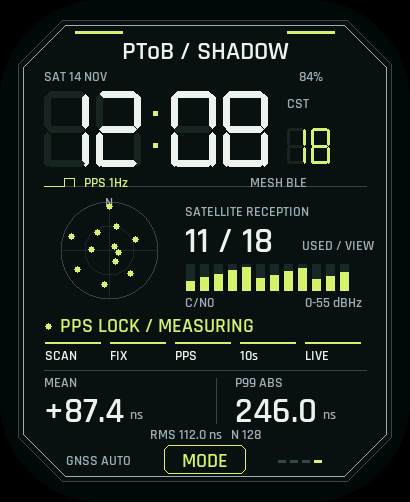 PToB / SHADOW
SAT 14 NOV 84%
12:08 CST 18
PPS 1Hz MESH BLE
N
SATELLITE RECEPTION
11 / 18 USED / VIEW
C/NO 0-55 dBHz
PPS LOCK / MEASURING
SCAN FIX PPS 10s LIVE
MEAN P99 ABS
+87.4 ns 246.0 ns
RMS 112.0 ns N 128
GNSS AUTO MODE